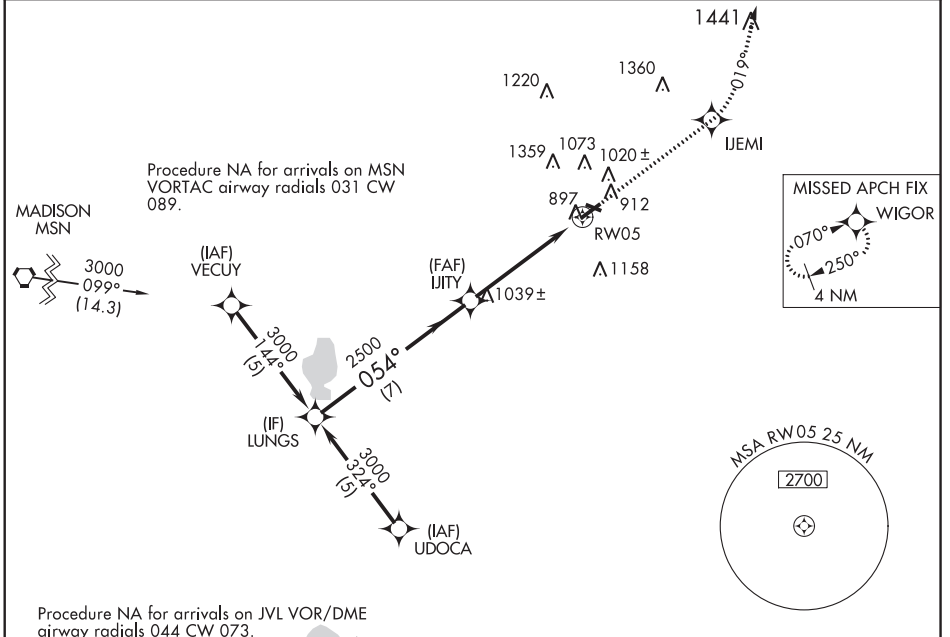 1441
019°
1220
1360
IJEMI
1359
1073
1020 ±
897
912
RW05
Procedure NA for arrivals on MSN
VORTAC airway radials 031 CW
089.
MISSED APCH FIX
WIGOR
070°
250°
4 NM
MADISON
MSN
3000
099°
(14.3)
(IAF)
VECUY
(FAF)
IJITY
1158
1039 ±
3000
144°
(5)
2500
054°
(7)
(IF)
LUNGS
3000
324°
(5)
(IAF)
UDOCA
MSA RW05 25 NM
2700
Procedure NA for arrivals on JVL VOR/DME
airway radials 044 CW 073.